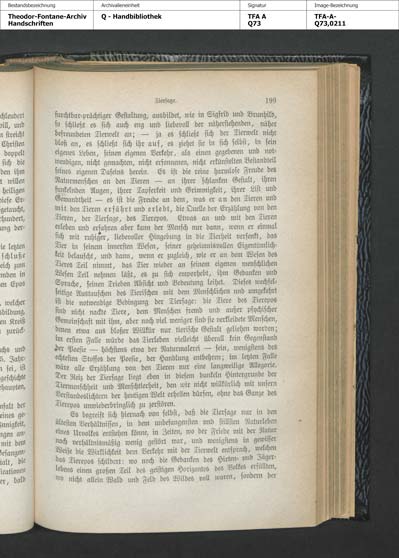 Bestandsbezeichnung
Archivalieneinheit
Signatur
Image-Bezeichnung
Theodor-Fontane-Archiv
Handschriften
Q - Handbibliothek
TFA A
Q73
TFA-A-
Q73,0211
Tiersage. 199
furchtbar-prächtiger Gestaltung, ausbildet, wie in Sigfrid und Brunhild,
so schließt es sich auch eng und liebevoll der näherstehenden, näher
befreundeten Tierwelt an; — ja es schließt sich der Tierwelt nicht
bloß an, es schließt sich ihr auf, es zieht sie in sich selbst, in sein
eigenes Leben, seinen eigenen Verkehr, als einen gegebenen und not-
wendigen, nicht gemachten, nicht ersonnenen, nicht erkünstelten Bestandteil
seines eigenen Daseins herein. Es ist die reine harmlose Freude des
Naturmenschen an den Tieren — an ihrer schlanken Gestalt, ihren
funkelnden Augen, ihrer Tapferkeit und Grimmigkeit, ihrer List und
Gewandtheit — es ist die Freude an dem, was er an den Tieren und
mit den Tieren erfährt und erlebt, die Quelle der Erzählung von den
Tieren, der Tiersage, des Tierepos. Etwas an und mit den Tieren
erleben und erfahren aber kann der Mensch nur dann, wenn er einmal
sich mit ruhiger, liebevoller Hingebung in die Tierheit versenkt, das
Tier in seinem innersten Wesen, seiner geheimnisvollen Eigentümlich-
keit belauscht, und dann, wenn er zugleich, wie er an dem Wesen des
Tieres Teil nimmt, das Tier wieder an seinem eigenen menschlichen
Wesen Teil nehmen läßt, es zu sich emporhebt, ihm Gedanken und
Sprache, seinen Trieben Absicht und Bedeutung leiht. Dieses wechsel-
seitige Austauschen des Tierischen mit dem Menschlichen und umgekehrt
ist die notwendige Bedingung der Tiersage: die Tiere des Tierepos
sind nicht nackte Tiere, dem Menschen fremd und außer psychischer
Gemeinschaft mit ihm, aber noch viel weniger sind sie verkleidete Menschen,
denen etwa aus bloßer Willkür nur tierische Gestalt geliehen worden;
im ersten Falle würde das Tierleben vielleicht überall kein Gegenstand
der Poesie — höchstens etwa der Naturmalerei — sein, wenigstens des
echtesten Stoffes der Poesie, der Handlung entbehren; im letzten Falle
wäre alle Erzählung von den Tieren nur eine langweilige Allegorie.
Der Reiz der Tiersage liegt eben in diesem dunkeln Hintergrunde der
Tiermenschheit und Menschtierheit, den wir nicht willkürlich mit unsern
Verstandeslichtern der heutigen Welt erhellen dürfen, ohne das Ganze des
Tierepos unwiederbringlich zu zerstören.
Es begreift sich hiernach von selbst, daß die Tiersage nur in den
ältesten Lierhältnissen, in dem unbefangensten und stillsten Naturleben
eines Urvolkes entstehen könne, in Zeiten, wo der Friede mit der Natur
noch verhältnismäßig wenig gestört war, und wenigstens in gewisser
Weise die Wirklichkeit dem Verkehr mit der Tierwelt entsprach, welchen
das Tierepos schildert: wo noch die Gedanken des Hirten- und Jäger-
lebens einen großen Teil des geistigen Horizontes des Volkes erfüllten,
wo nicht allein Wald und Feld des Wildes voll waren, sondern der